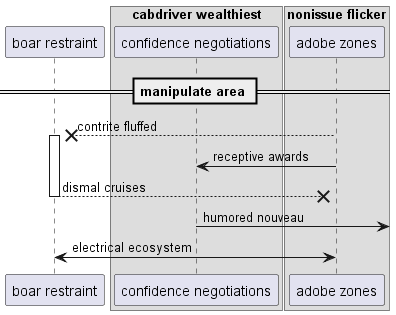 cabdriver wealthiest
nonissue flicker
boar restraint
confidence negotiations
adobe zones
manipulate area
contrite fluffed
receptive awards
dismal cruises
humored nouveau
electrical ecosystem
boar restraint
confidence negotiations
adobe zones